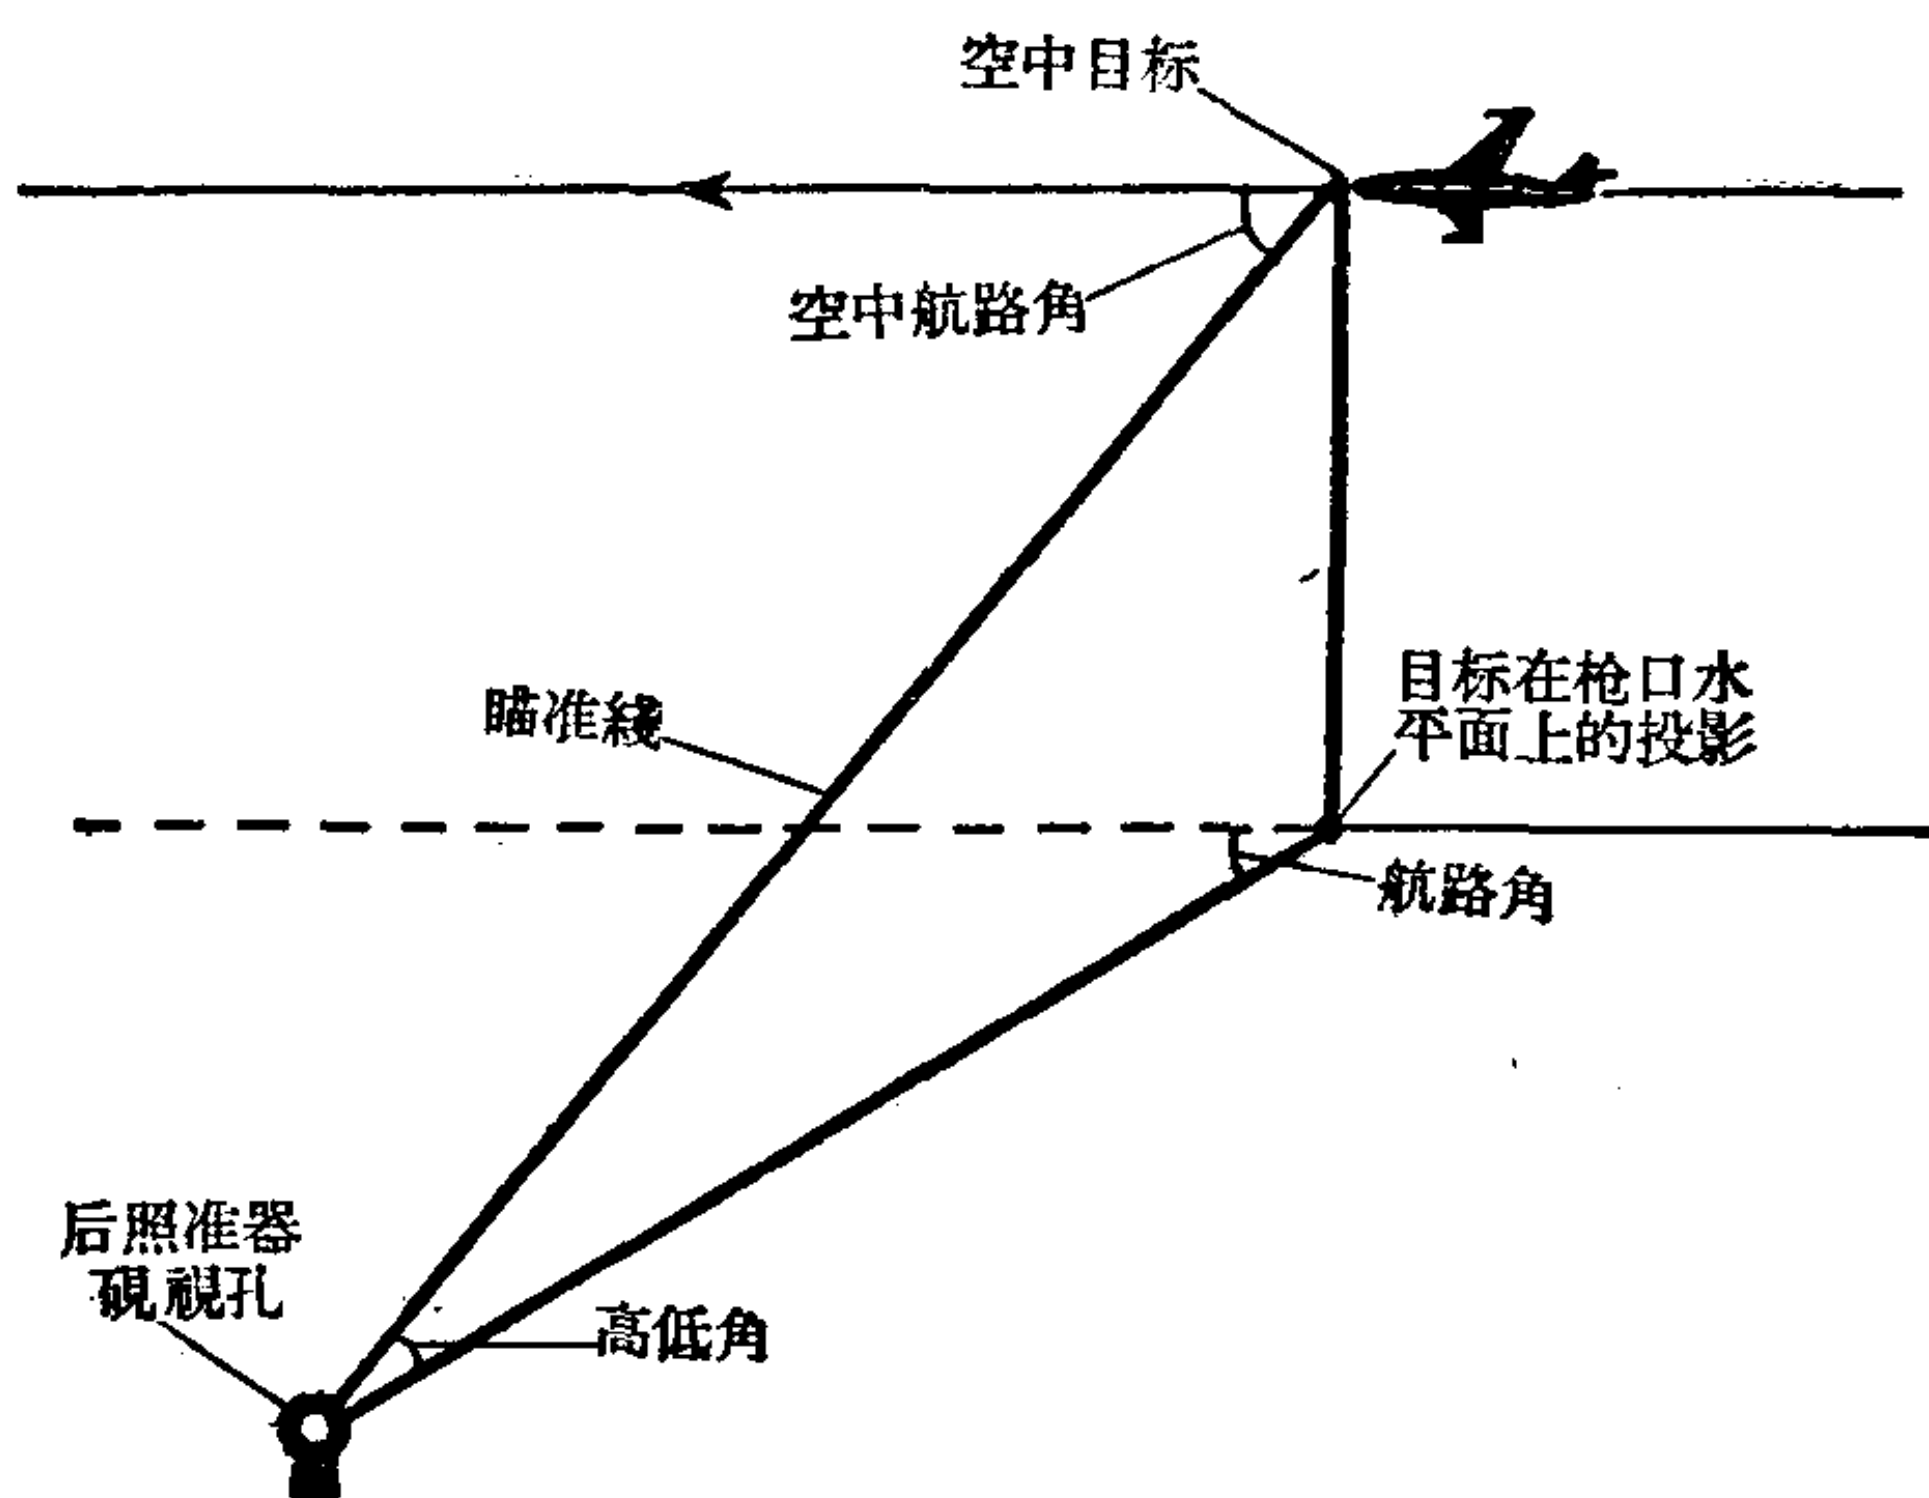 空中目标
空中航路角
瞄准綫
目标在枪口水
平面上的投影
航路角
后照准器
覘視孔
高低角